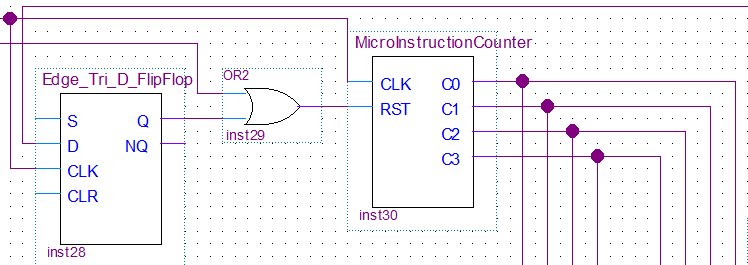 MicroInstructionCounter
Edge_Tri_D_FlipFlop
OR2
CLK C0
RST C1
C2
C3
S Q
D NQ
CLK
CLR
inst29
inst30
inst28